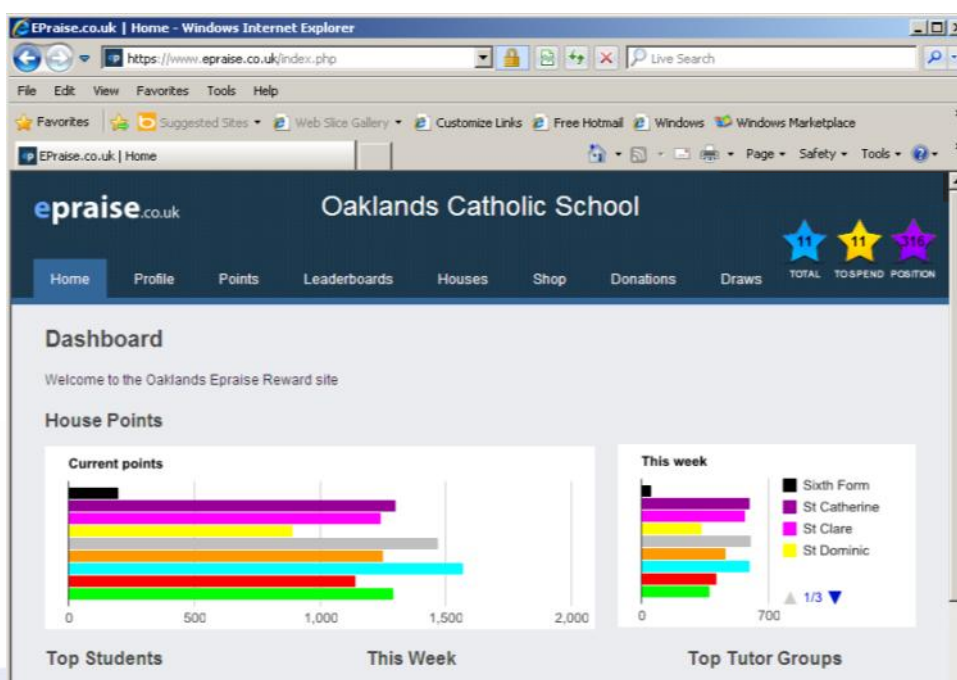 EPraise.co.uk | Home - Windows Internet Explorer
https://www.epraise.co.uk/index.php
Live Search
File Edit View Favorites Tools Help
Favorites Suggested Sites Web Slice Gallery Customize Links Free Hotmail Windows Windows Marketplace
EPraise.co.uk | Home Page Safety Tools
epraise.co.uk Oaklands Catholic School
11 11 316
TOTAL TO SPEND POSITION
Home Profile Points Leaderboards Houses Shop Donations Draws
Dashboard
Welcome to the Oaklands Epraise Reward site
House Points
Current points
0 500 1,000 1,500 2,000
This week
Sixth Form
St Catherine
St Clare
St Dominic
1/3
0 700
Top Students This Week Top Tutor Groups